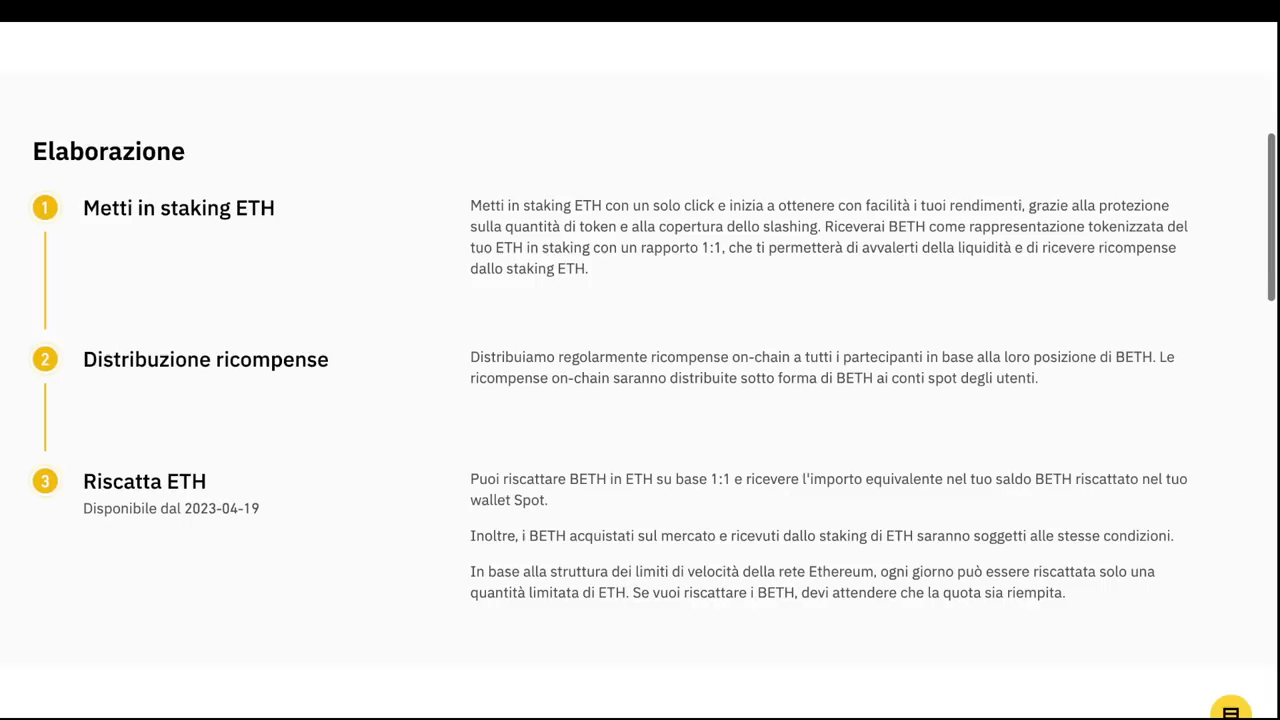 Elaborazione
1
Metti in staking ETH
Metti in staking ETH con un solo click e inizia a ottenere con facilità i tuoi rendimenti, grazie alla protezione
sulla quantità di token e alla copertura dello slashing. Riceverai BETH come rappresentazione tokenizzata del
tuo ETH in staking con un rapporto 1:1, che ti permetterà di avvalerti della liquidità e di ricevere ricompense
dallo staking ETH.
2
Distribuzione ricompense
Distribuiamo regolarmente ricompense on-chain a tutti i partecipanti in base alla loro posizione di BETH. Le
ricompense on-chain saranno distribuite sotto forma di BETH ai conti spot degli utenti.
3
Riscatta ETH
Disponibile dal 2023-04-19
Puoi riscattare BETH in ETH su base 1:1 e ricevere l'importo equivalente nel tuo saldo BETH riscattato nel tuo
wallet Spot.
Inoltre, i BETH acquistati sul mercato e ricevuti dallo staking di ETH saranno soggetti alle stesse condizioni.
In base alla struttura dei limiti di velocità della rete Ethereum, ogni giorno può essere riscattata solo una
quantità limitata di ETH. Se vuoi riscattare i BETH, devi attendere che la quota sia riempita.